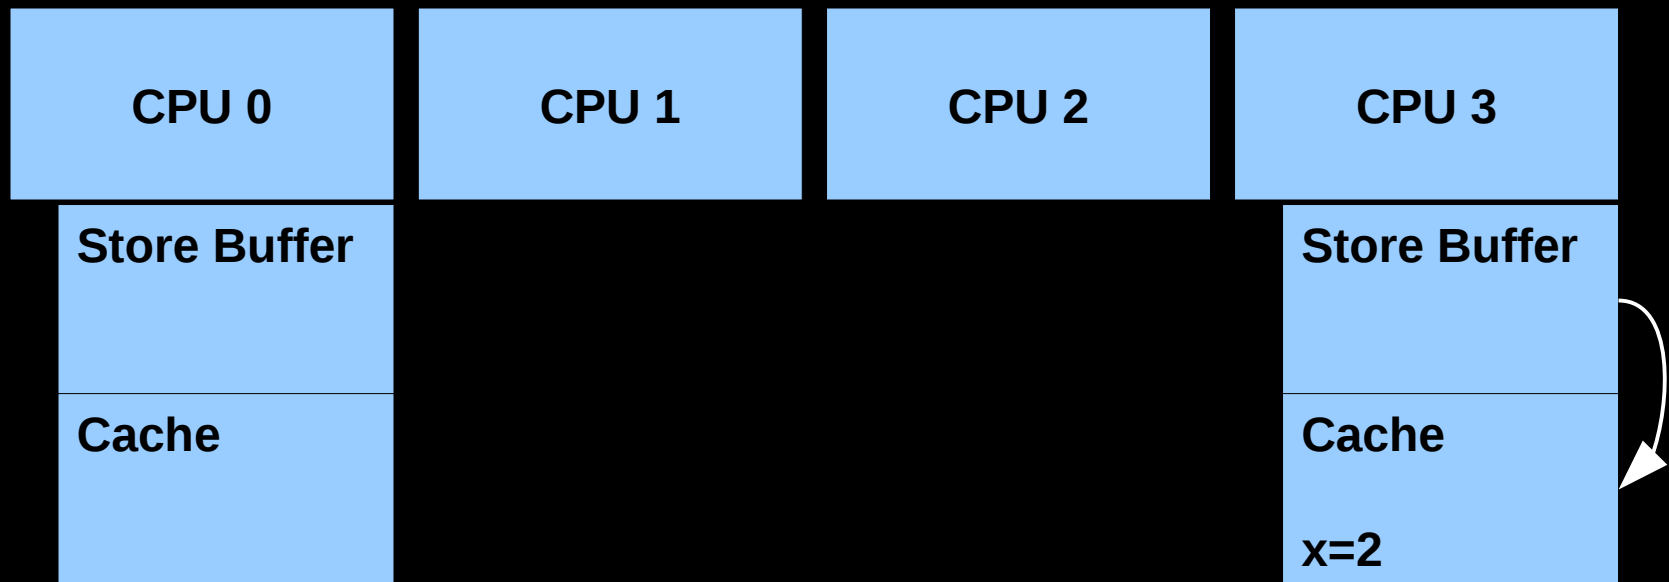 CPU 0
CPU 1
CPU 2
CPU 3
Store Buffer
Store Buffer
Cache
Cache
x=2